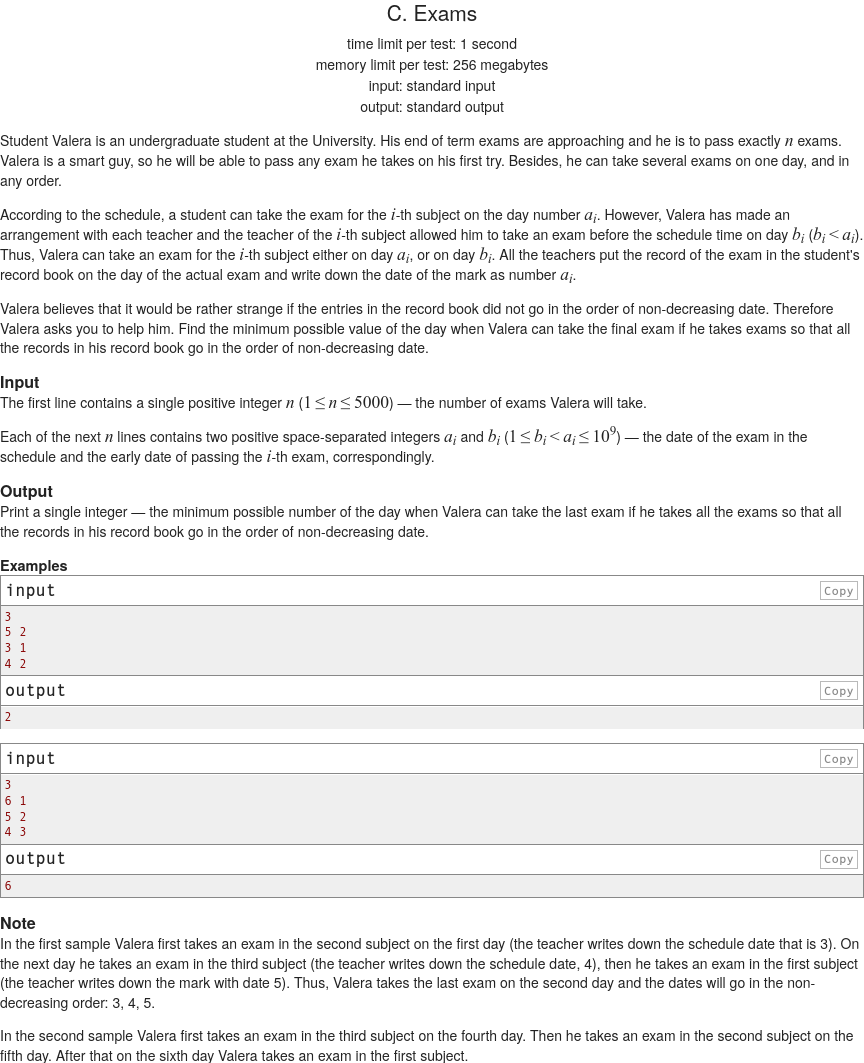 C. Exams
time limit per test: 1 second
memory limit per test: 256 megabytes
input: standard input
output: standard output
Student Valera is an undergraduate student at the University. His end of term exams are approaching and he is to pass exactly n exams.
Valera is a smart guy, so he will be able to pass any exam he takes on his first try. Besides, he can take several exams on one day, and in
any order.
According to the schedule, a student can take the exam for the i-th subject on the day number aᵢ. However, Valera has made an
arrangement with each teacher and the teacher of the i-th subject allowed him to take an exam before the schedule time on day bᵢ (bᵢ < aᵢ).
Thus, Valera can take an exam for the i-th subject either on day aᵢ, or on day bᵢ. All the teachers put the record of the exam in the student's
record book on the day of the actual exam and write down the date of the mark as number aᵢ.
Valera believes that it would be rather strange if the entries in the record book did not go in the order of non-decreasing date. Therefore
Valera asks you to help him. Find the minimum possible value of the day when Valera can take the final exam if he takes exams so that all
the records in his record book go in the order of non-decreasing date.
Input
The first line contains a single positive integer n (1 ≤ n ≤ 5000) — the number of exams Valera will take.
Each of the next n lines contains two positive space-separated integers aᵢ and bᵢ (1 ≤ bᵢ < aᵢ ≤ 10⁹) — the date of the exam in the
schedule and the early date of passing the i-th exam, correspondingly.
Output
Print a single integer — the minimum possible number of the day when Valera can take the last exam if he takes all the exams so that all
the records in his record book go in the order of non-decreasing date.
Examples
input
Copy
3
5 2
3 1
4 2
output
Copy
2
input
Copy
3
6 1
5 2
4 3
output
Copy
6
Note
In the first sample Valera first takes an exam in the second subject on the first day (the teacher writes down the schedule date that is 3). On
the next day he takes an exam in the third subject (the teacher writes down the schedule date, 4), then he takes an exam in the first subject
(the teacher writes down the mark with date 5). Thus, Valera takes the last exam on the second day and the dates will go in the non-
decreasing order: 3, 4, 5.
In the second sample Valera first takes an exam in the third subject on the fourth day. Then he takes an exam in the second subject on the
fifth day. After that on the sixth day Valera takes an exam in the first subject.